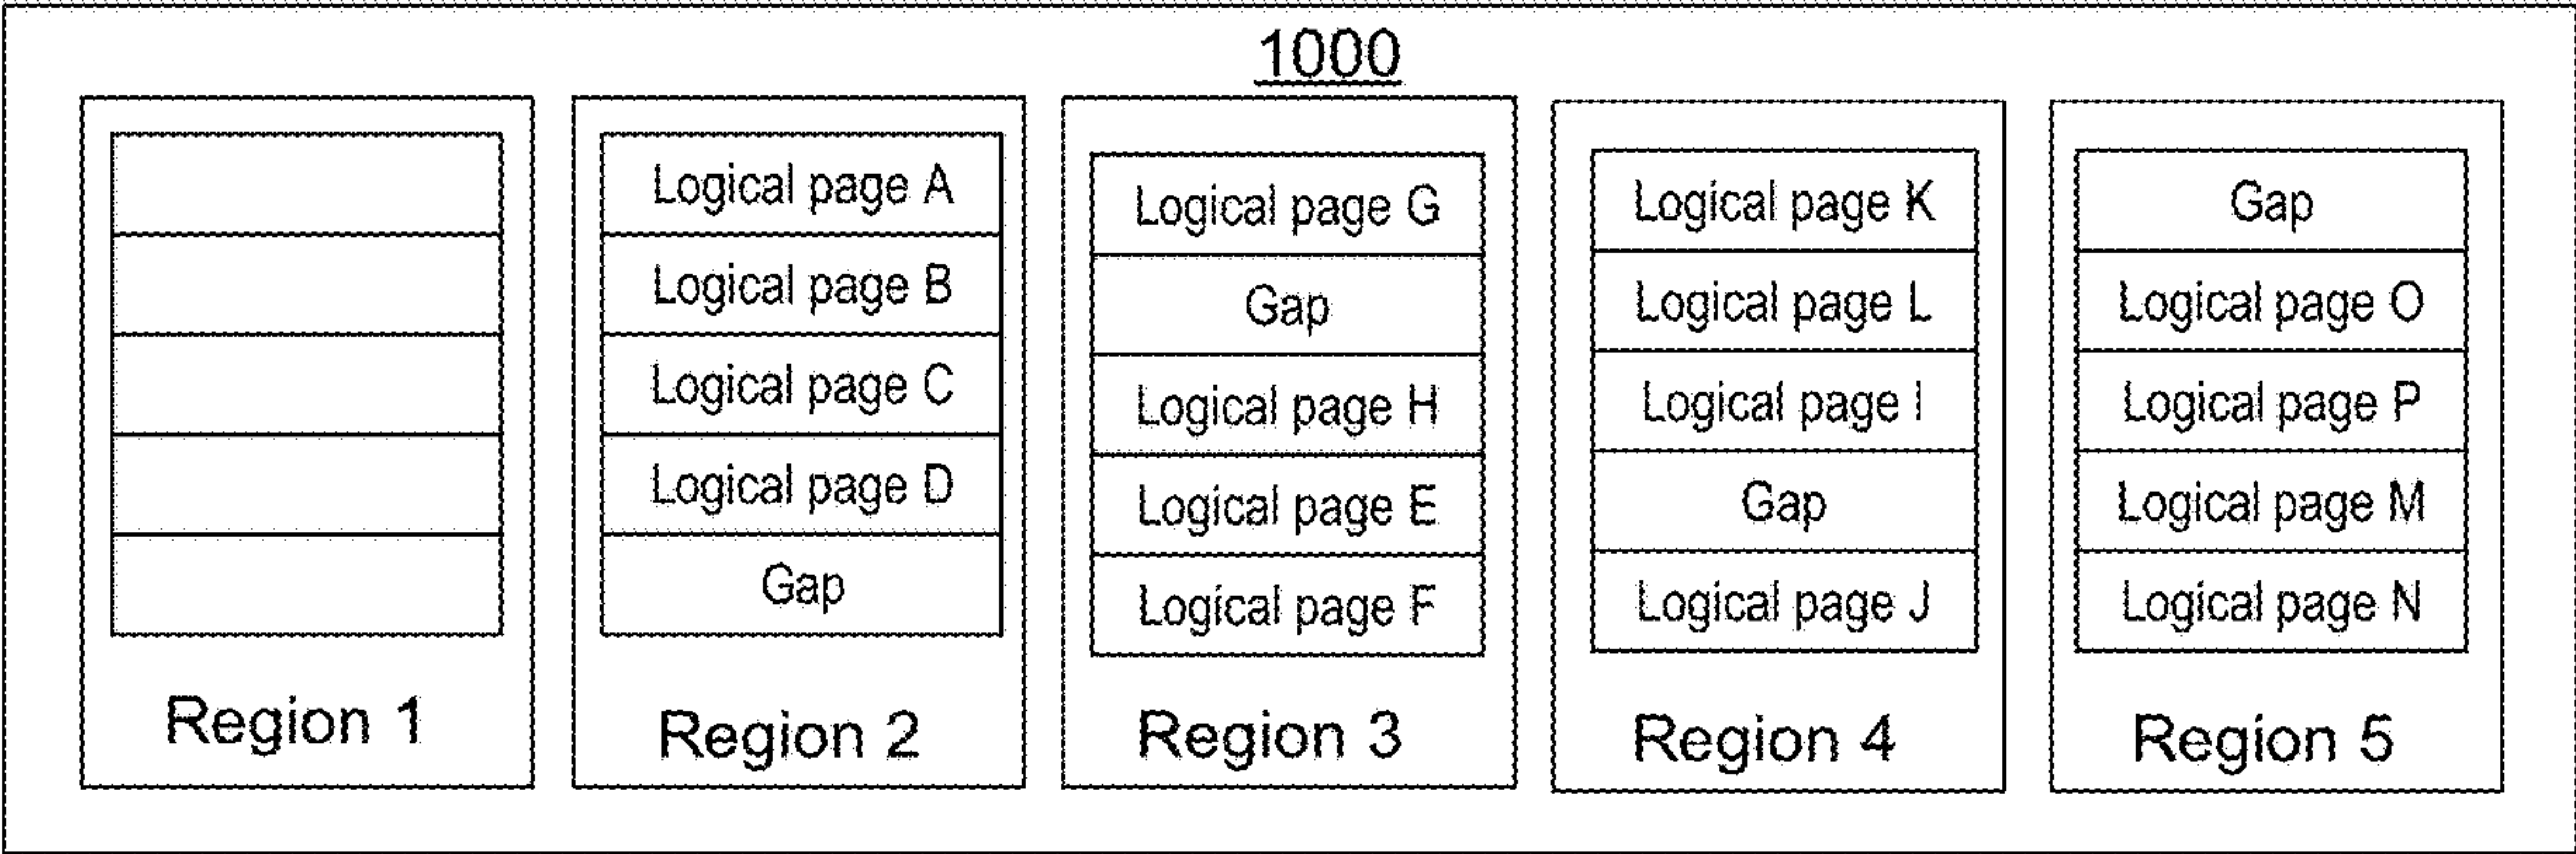 1000
Region 1
Logical page A
Logical page B
Logical page C
Logical page D
Gap
Region 2
Logical page G
Gap
Logical page H
Logical page E
Logical page F
Region 3
Logical page K
Logical page L
Logical page I
Gap
Logical page J
Region 4
Gap
Logical page O
Logical page P
Logical page M
Logical page N
Region 5